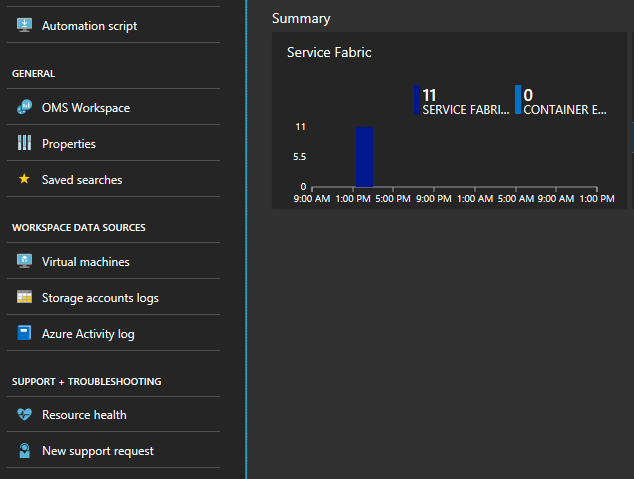 Automation script
GENERAL
OMS Workspace
Properties
Saved searches
WORKSPACE DATA SOURCES
Virtual machines
Storage accounts logs
Azure Activity log
SUPPORT + TROUBLESHOOTING
Resource health
New support request
Summary
Service Fabric
11 0
SERVICE FABRI... CONTAINER E...
11
5.5
0
9:00 AM 1:00 PM 5:00 PM 9:00 PM 1:00 AM 5:00 AM 9:00 AM 1:00 PM